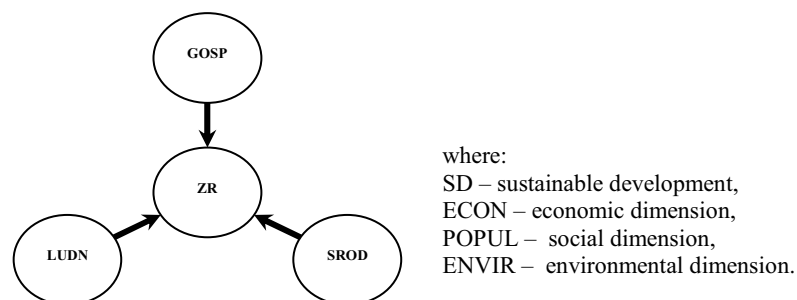 GOSP
ZR
LUDN
SROD
where:
SD – sustainable development,
ECON – economic dimension,
POPUL – social dimension,
ENVIR – environmental dimension.